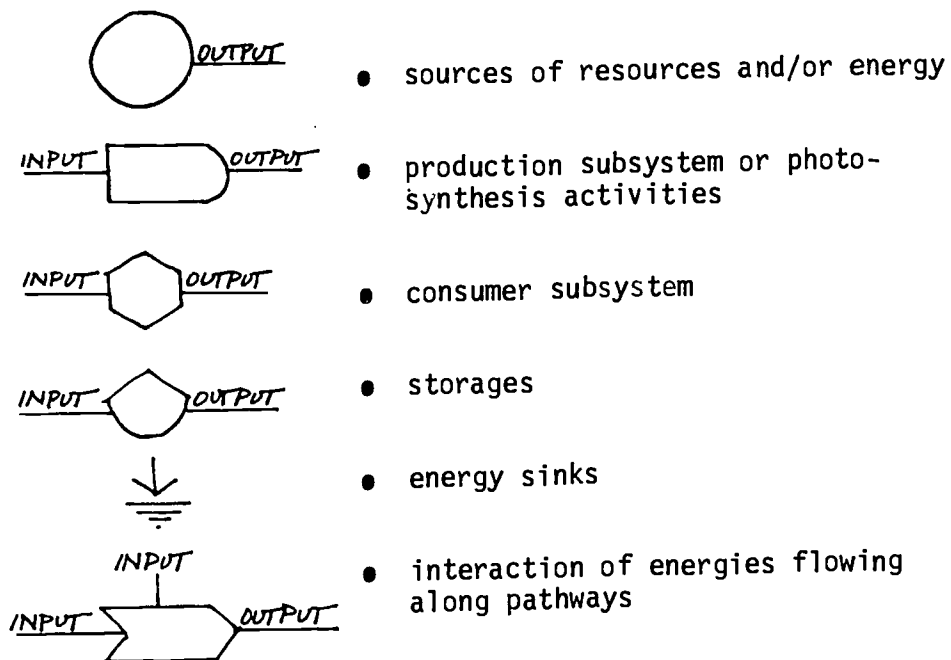 OUTPUT
• sources of resources and/or energy
INPUT OUTPUT
• production subsystem or photo-
synthesis activities
INPUT OUTPUT
• consumer subsystem
INPUT OUTPUT
• storages
• energy sinks
INPUT
INPUT OUTPUT
• interaction of energies flowing
along pathways